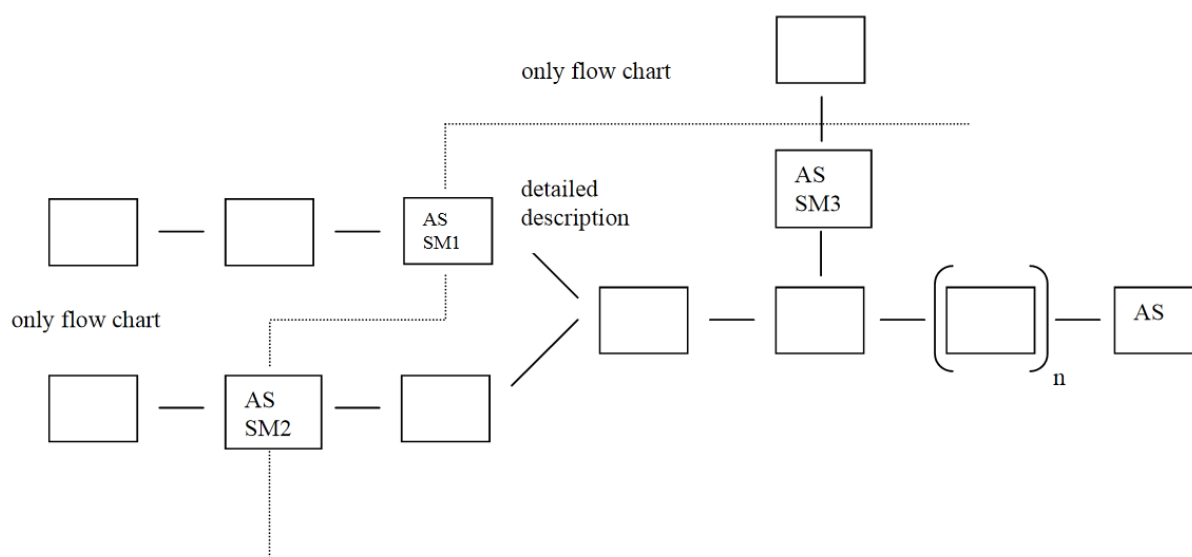 only flow chart
AS
SM3
detailed
description
AS
SM1
only flow chart
AS
n
AS
SM2